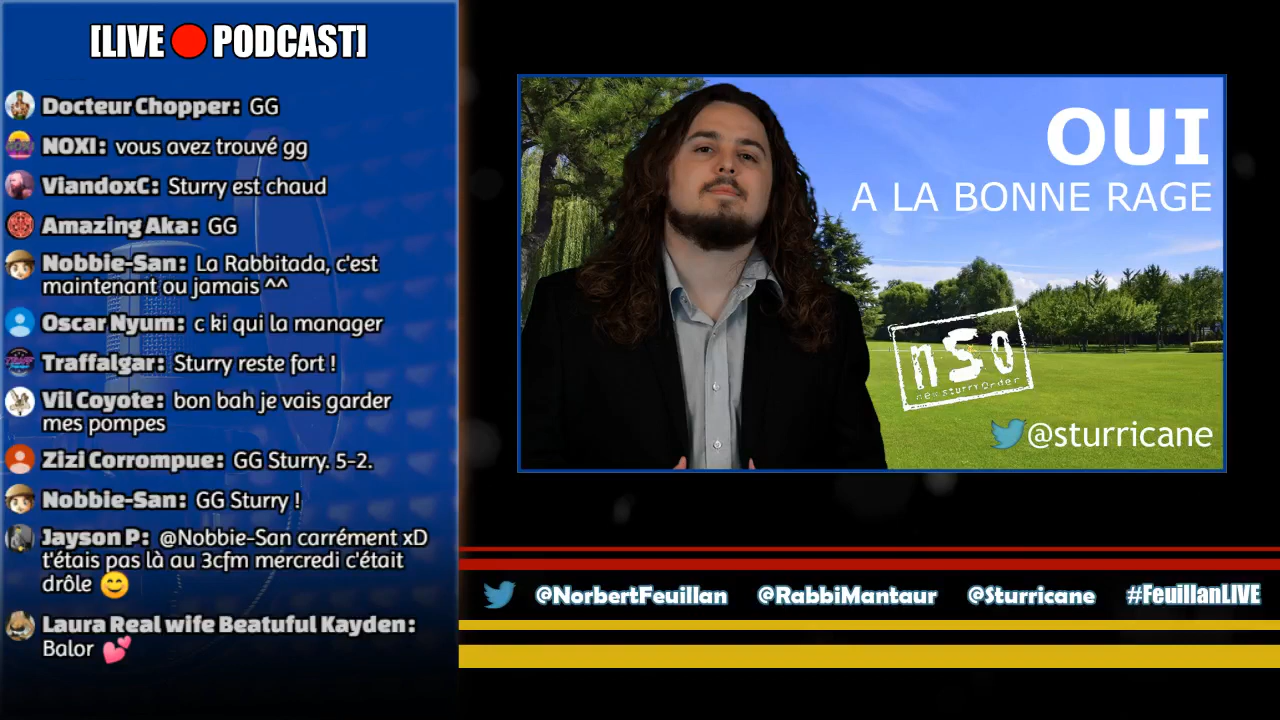 [LIVE🔴PODCAST]
Docteur Chopper: GG
NOXI: vous avez trouvé gg
ViandoxC: Sturry est chaud
Amazing Aka: GG
Nobbie-San: La Rabbitada, c'est
maintenant ou jamais ^^
Oscar Nyum: c ki qui la manager
Traffalgar: Sturry reste fort !
Vil Coyote: bon bah je vais garder
mes pompes
Zizi Corrompue: GG Sturry. 5-2.
Nobbie-San: GG Sturry !
Jayson P: @Nobbie-San carrément xD
t'étais pas là au 3cfm mercredi c'était
drôle 😊
Laura Real wife Beatuful Kayden:
Balor 💕
OUI
A LA BONNE RAGE
nSo
new sturry Order
@sturricane
@NorbertFeuillan @RabbiMantaur @Sturricane #FeuillanLIVE